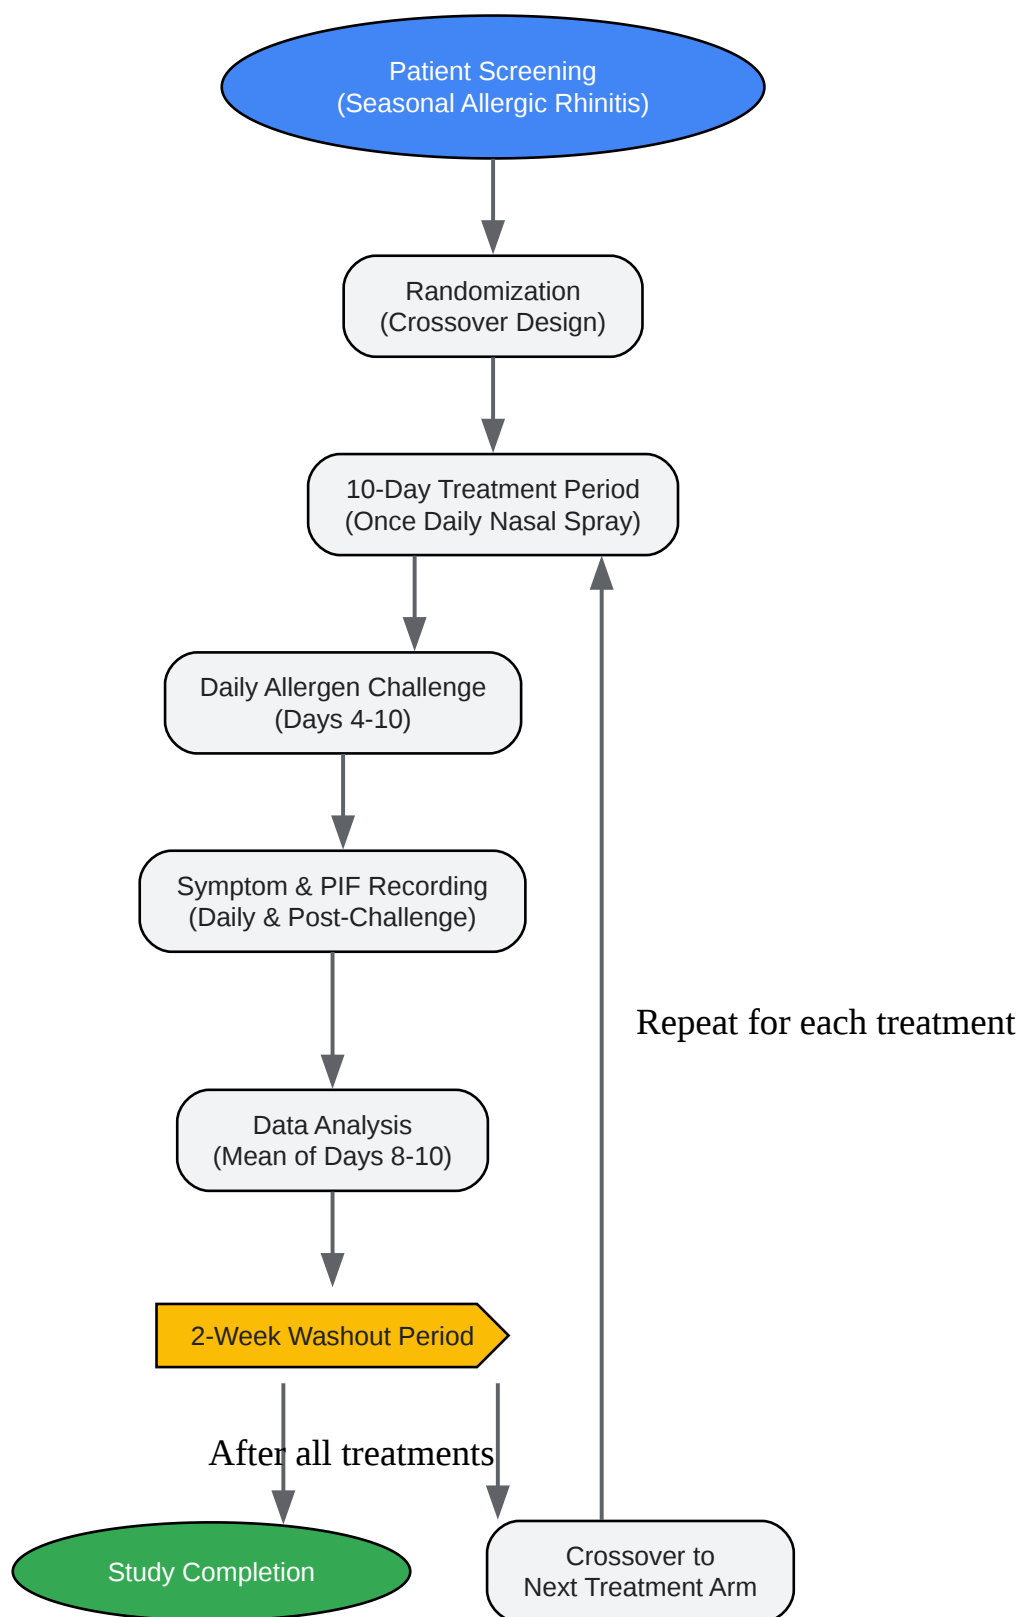 Patient Screening
(Seasonal Allergic Rhinitis)
Randomization
(Crossover Design)
10-Day Treatment Period
(Once Daily Nasal Spray)
Daily Allergen Challenge
(Days 4-10)
Symptom & PIF Recording
(Daily & Post-Challenge)
Repeat for each treatment
Data Analysis
(Mean of Days 8-10)
2-Week Washout Period
After all treatments
Study Completion
Crossover to
Next Treatment Arm